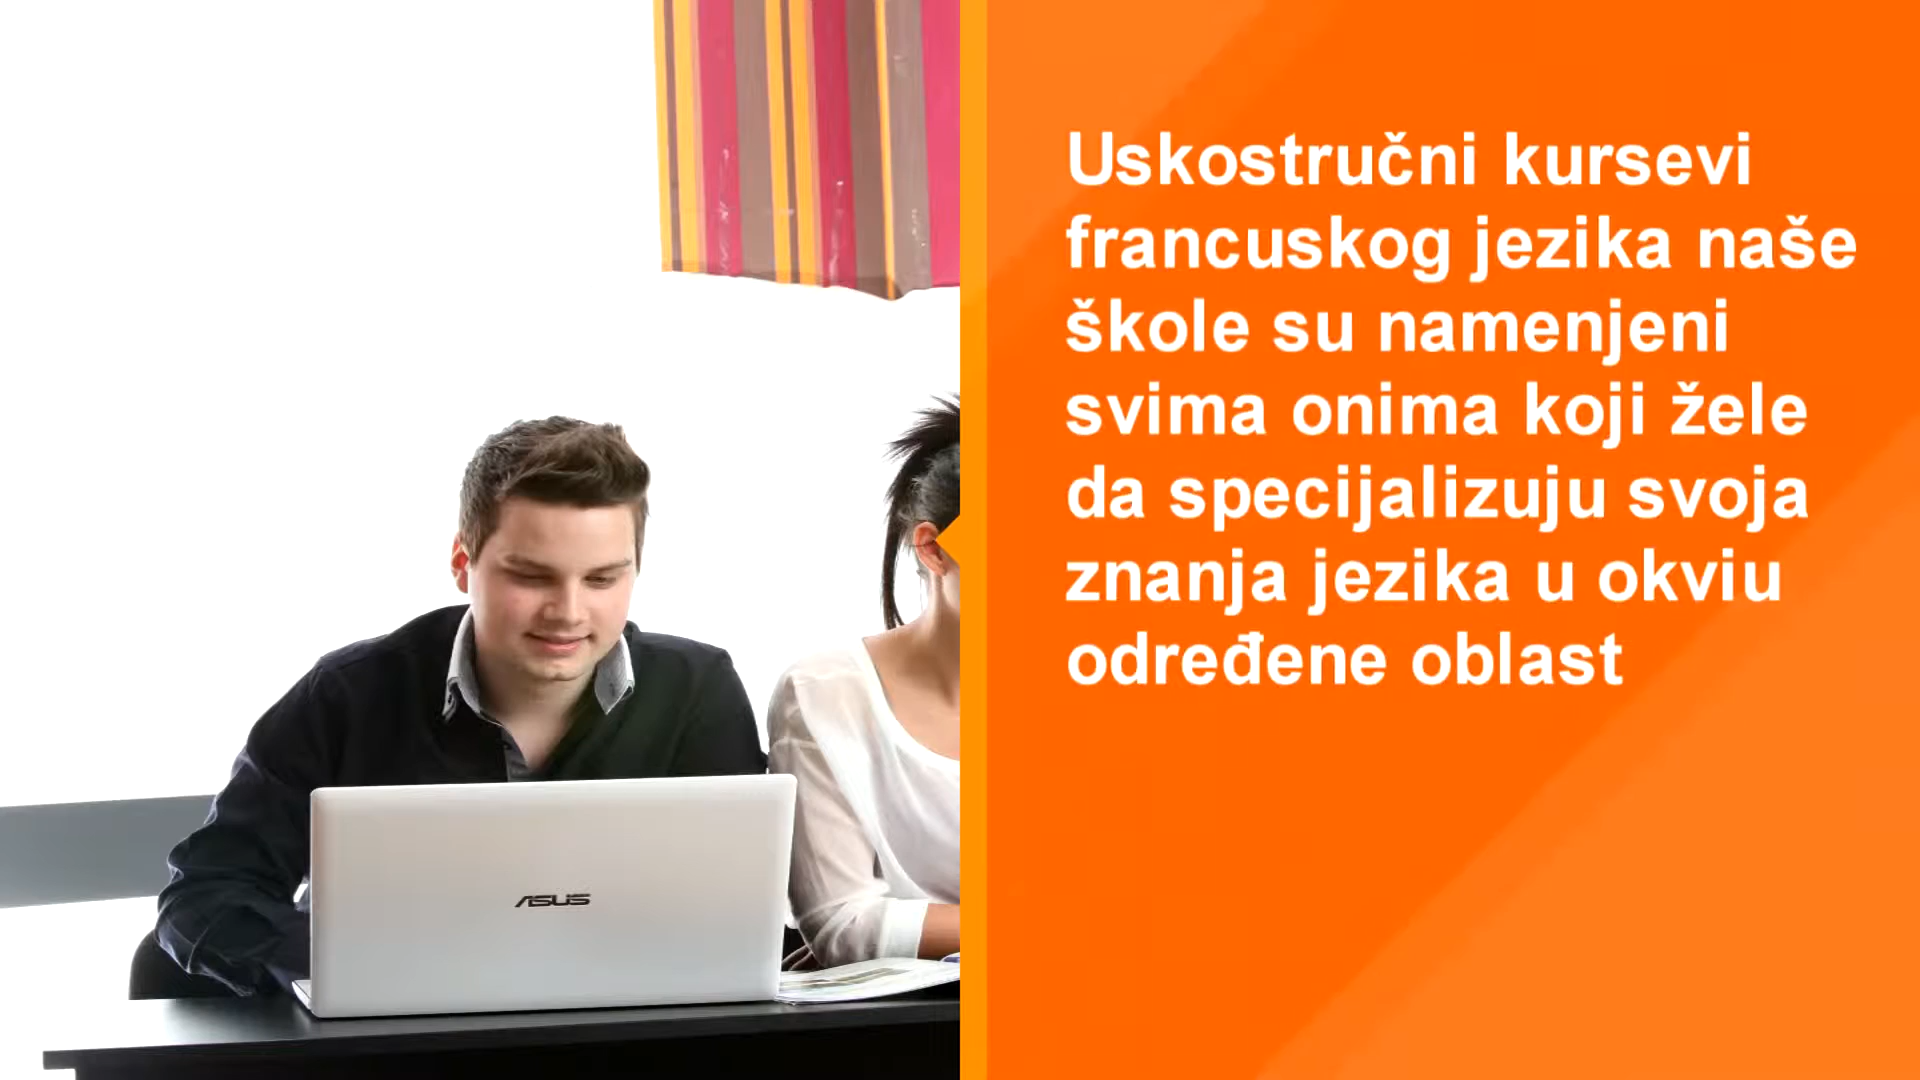 Uskostručni kursevi
francuskog jezika naše
škole su namenjeni
svima onima koji žele
da specijalizuju svoja
znanja jezika u okviu
određene oblast
ASUS